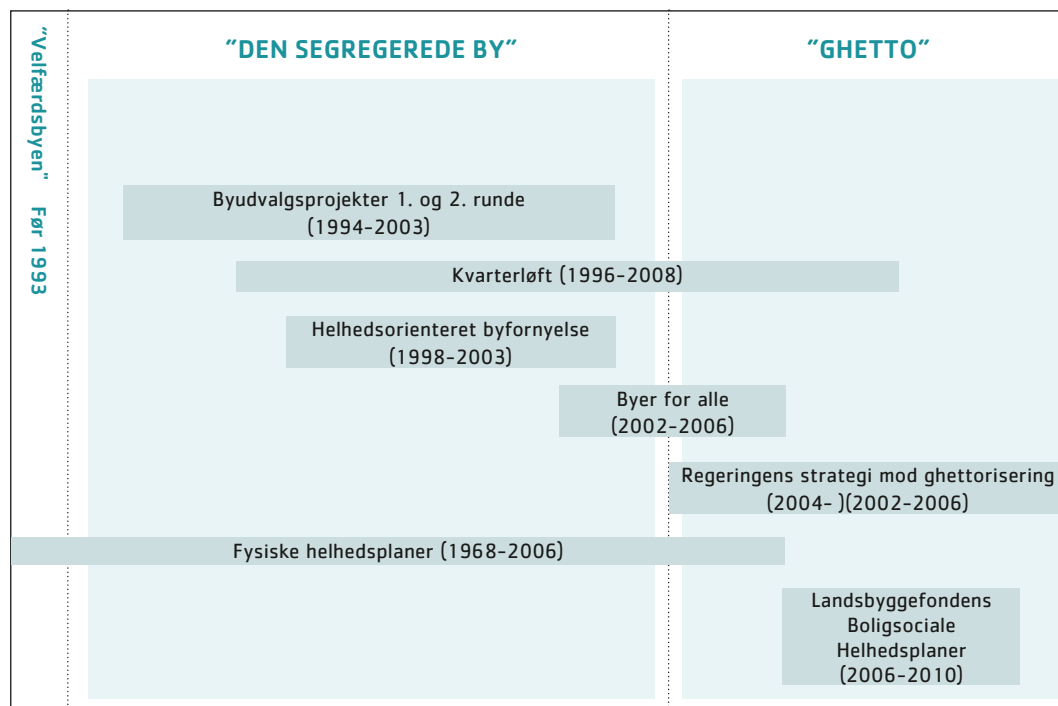 "Velfærdsbyen" Før 1993
"DEN SEGREGEREDE BY"
"GHETTO"
Byudvalgsprojekter 1. og 2. runde
(1994-2003)
Kvarterløft (1996-2008)
Helhedsorienteret byfornyelse
(1998-2003)
Byer for alle
(2002-2006)
Regeringens strategi mod ghettorisering
(2004- )(2002-2006)
Fysiske helhedsplaner (1968-2006)
Landsbyggefondens
Boligsociale
Helhedsplaner
(2006-2010)